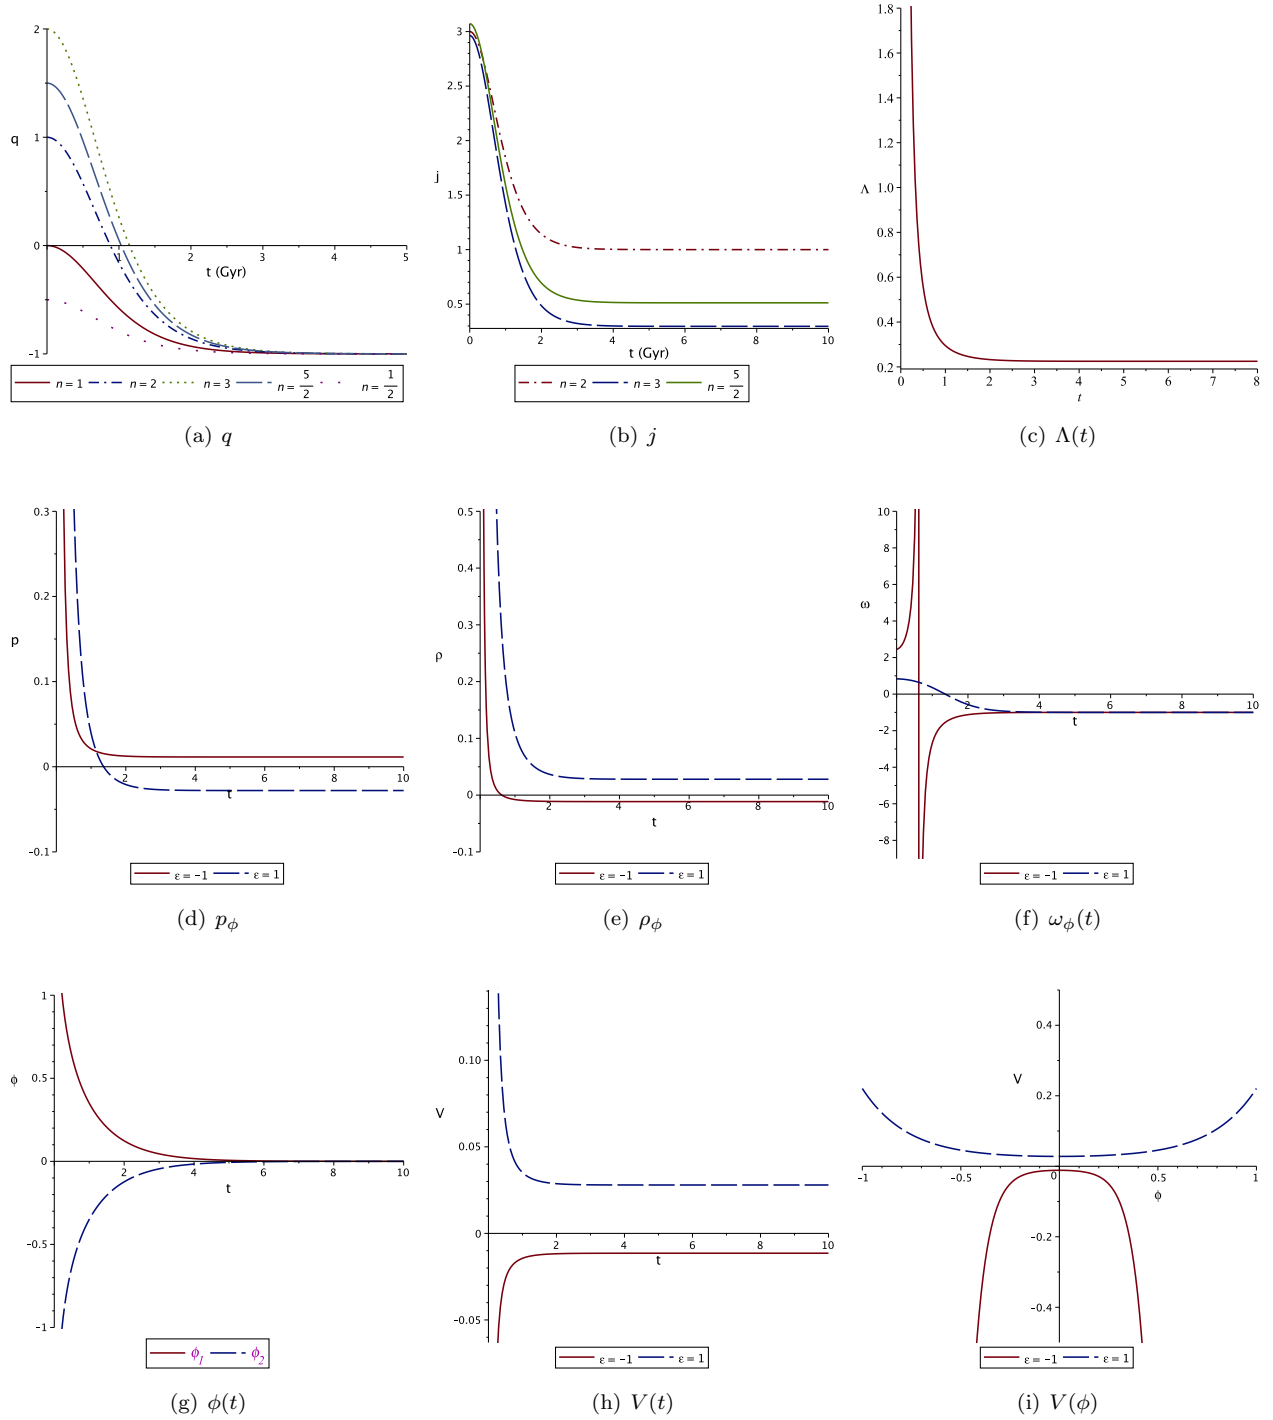 2
1
q
0
1
2
3
4
5
t (Gyr)
-1
n = 1
n = 2
n = 3
n = 5/2
n = 1/2
(a) q
3
2.5
2
j
1.5
1
0.5
0
2
4
6
8
10
t (Gyr)
n = 2
n = 3
n = 5/2
(b) j
1.8
1.6
1.4
1.2
Λ
1.0
0.8
0.6
0.4
0.2
0
1
2
3
4
5
6
7
8
t
(c) Λ(t)
0.3
0.2
p
0.1
0
2
4
6
8
10
t
-0.1
ε = -1
ε = 1
(d) pϕ
0.5
0.4
0.3
ρ
0.2
0.1
0
2
4
6
8
10
t
-0.1
ε = -1
ε = 1
(e) ρϕ
10
8
6
ω
4
2
0
2
4
6
8
10
t
-2
-4
-6
-8
ε = -1
ε = 1
(f) ωϕ(t)
1
ϕ
0.5
0
2
4
6
8
10
t
-0.5
-1
ϕ1
ϕ2
(g) ϕ(t)
0.10
V
0.05
0
2
4
6
8
10
t
-0.05
ε = -1
ε = 1
(h) V(t)
0.4
V
0.2
-1
-0.5
0
0.5
1
ϕ
-0.2
-0.4
ε = -1
ε = 1
(i) V(ϕ)